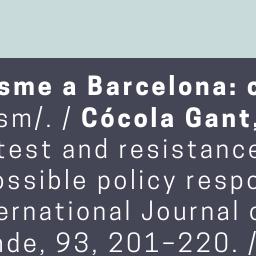 sme a Barcelona: c
sm/. / Cócola Gant,
test and resistance
ossible policy respo
ernational Journal o
nde, 93, 201–220. /